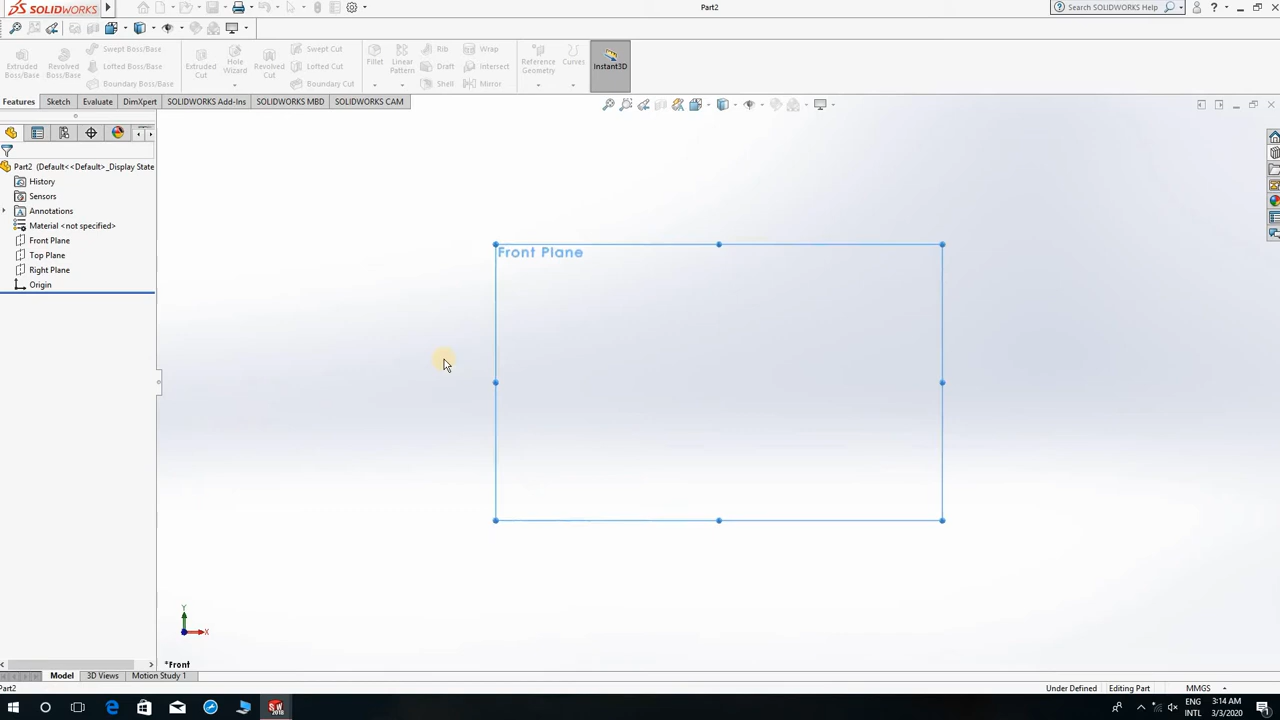 SOLIDWORKS
Part2
Search SOLIDWORKS Help
Extruded Boss/Base
Revolved Boss/Base
Swept Boss/Base
Lofted Boss/Base
Boundary Boss/Base
Extruded Cut
Hole Wizard
Revolved Cut
Swept Cut
Lofted Cut
Boundary Cut
Fillet
Linear Pattern
Rib
Draft
Shell
Wrap
Intersect
Mirror
Reference Geometry
Curves
Instant3D
Features
Sketch
Evaluate
DimXpert
SOLIDWORKS Add-Ins
SOLIDWORKS MBD
SOLIDWORKS CAM
Part2 (Default<<Default>_Display State
History
Sensors
Annotations
Material <not specified>
Front Plane
Top Plane
Right Plane
Origin
Front Plane
Y
X
*Front
Model
3D Views
Motion Study 1
Part2
Under Defined
Editing Part
MMGS
ENG
INTL
3:14 AM
3/3/2020